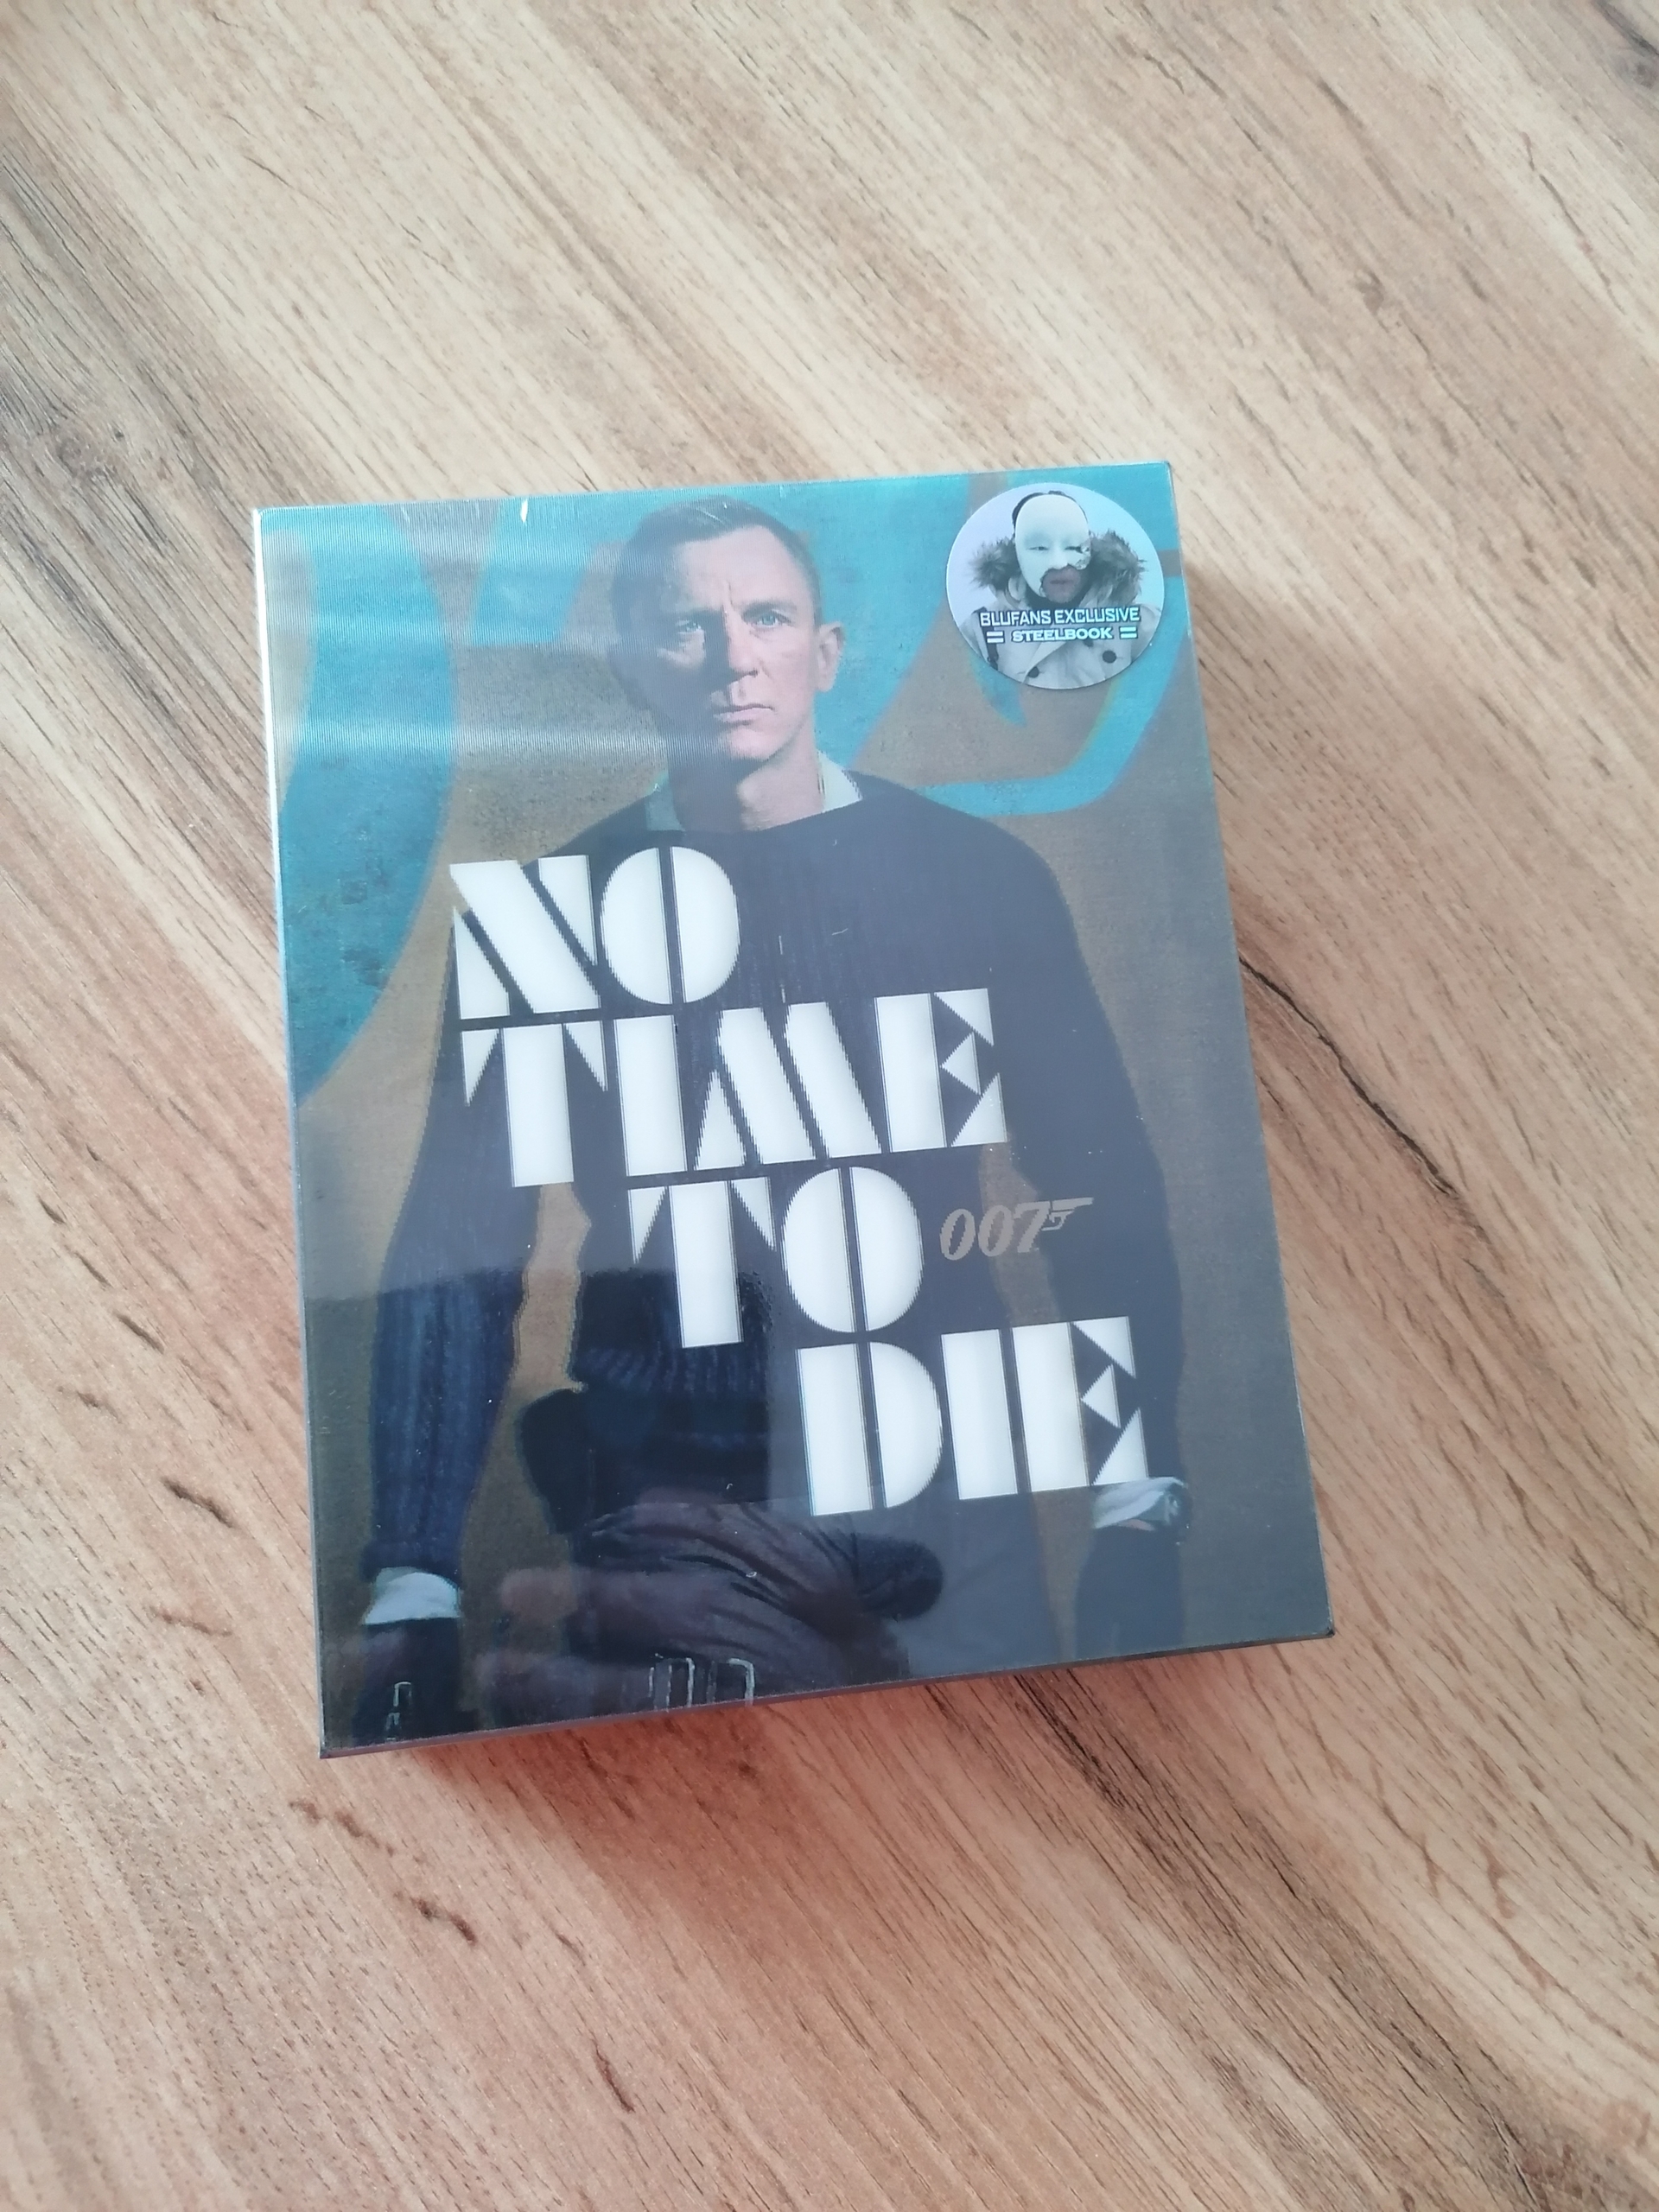 BLUFANS EXCLUSIVE
STEELBOOK
NO
TIME
TO
007
DIE